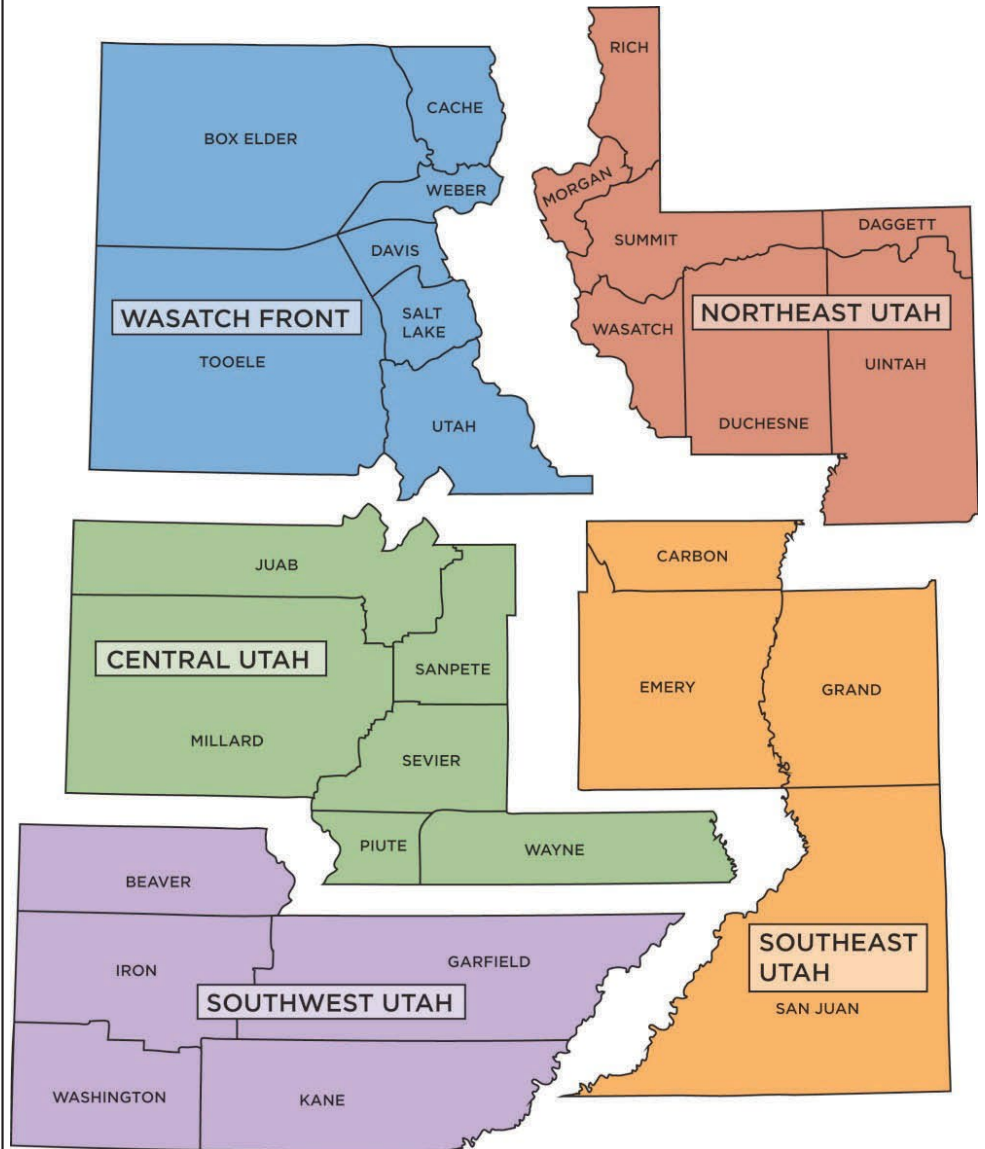 RICH
CACHE
BOX ELDER
MORGAN
WEBER
DAGGETT
SUMMIT
DAVIS
WASATCH FRONT
SALT
LAKE
NORTHEAST UTAH
WASATCH
TOOELE
UINTAH
UTAH
DUCHESNE
JUAB
CARBON
CENTRAL UTAH
SANPETE
EMERY
GRAND
MILLARD
SEVIER
PIUTE
WAYNE
BEAVER
SOUTHEAST
UTAH
IRON
GARFIELD
SOUTHWEST UTAH
SAN JUAN
WASHINGTON
KANE